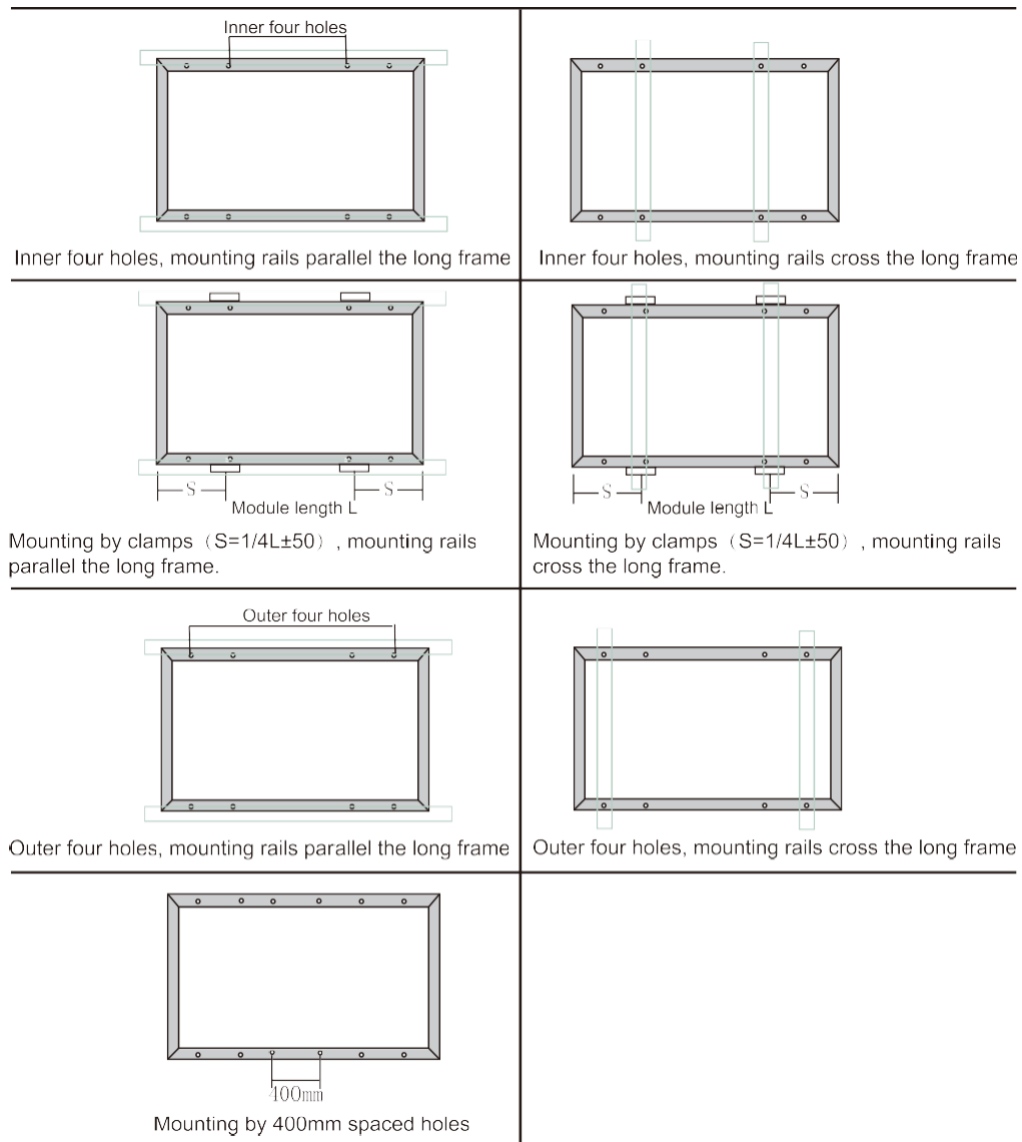 Inner four holes
Inner four holes, mounting rails parallel the long frame
Inner four holes, mounting rails cross the long frame
S
S
Module length L
Mounting by clamps（S=1/4L±50）, mounting rails
parallel the long frame.
S
S
Module length L
Mounting by clamps（S=1/4L±50）, mounting rails
cross the long frame.
Outer four holes
Outer four holes, mounting rails parallel the long frame
Outer four holes, mounting rails cross the long frame
400mm
Mounting by 400mm spaced holes